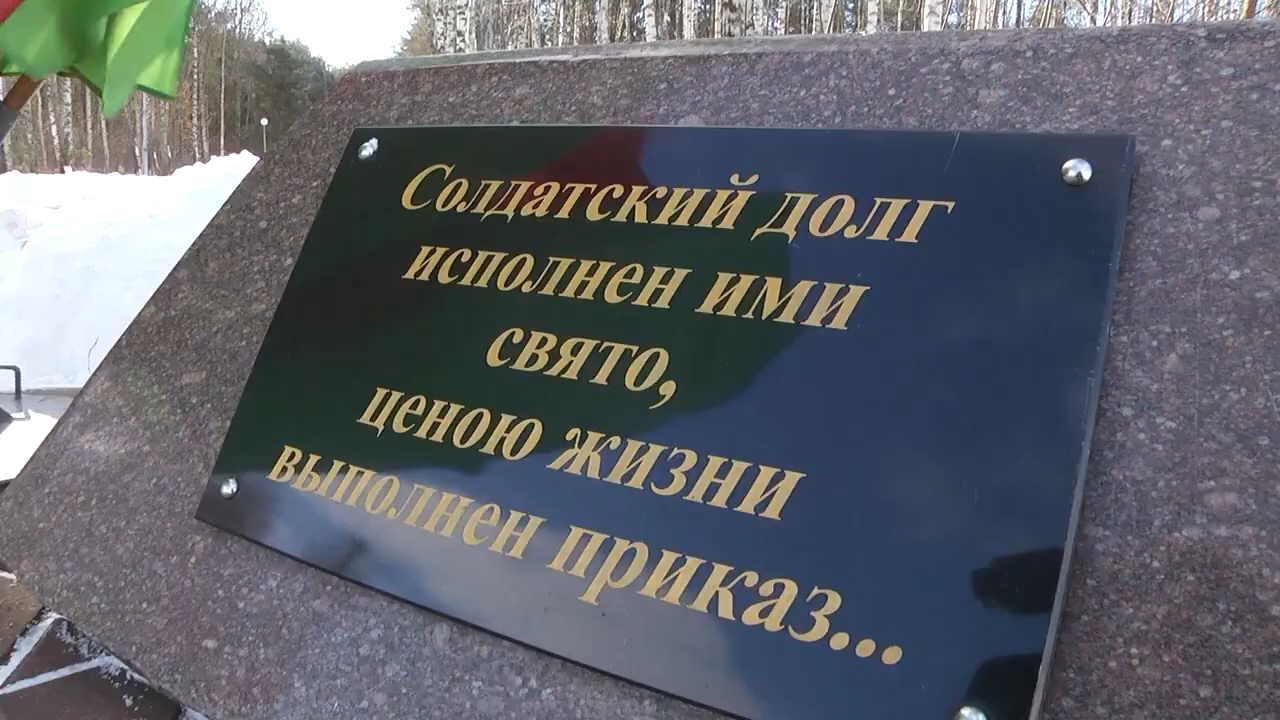 Солдатский долг
исполнен ими
свято,
ценою жизни
выполнен приказ...